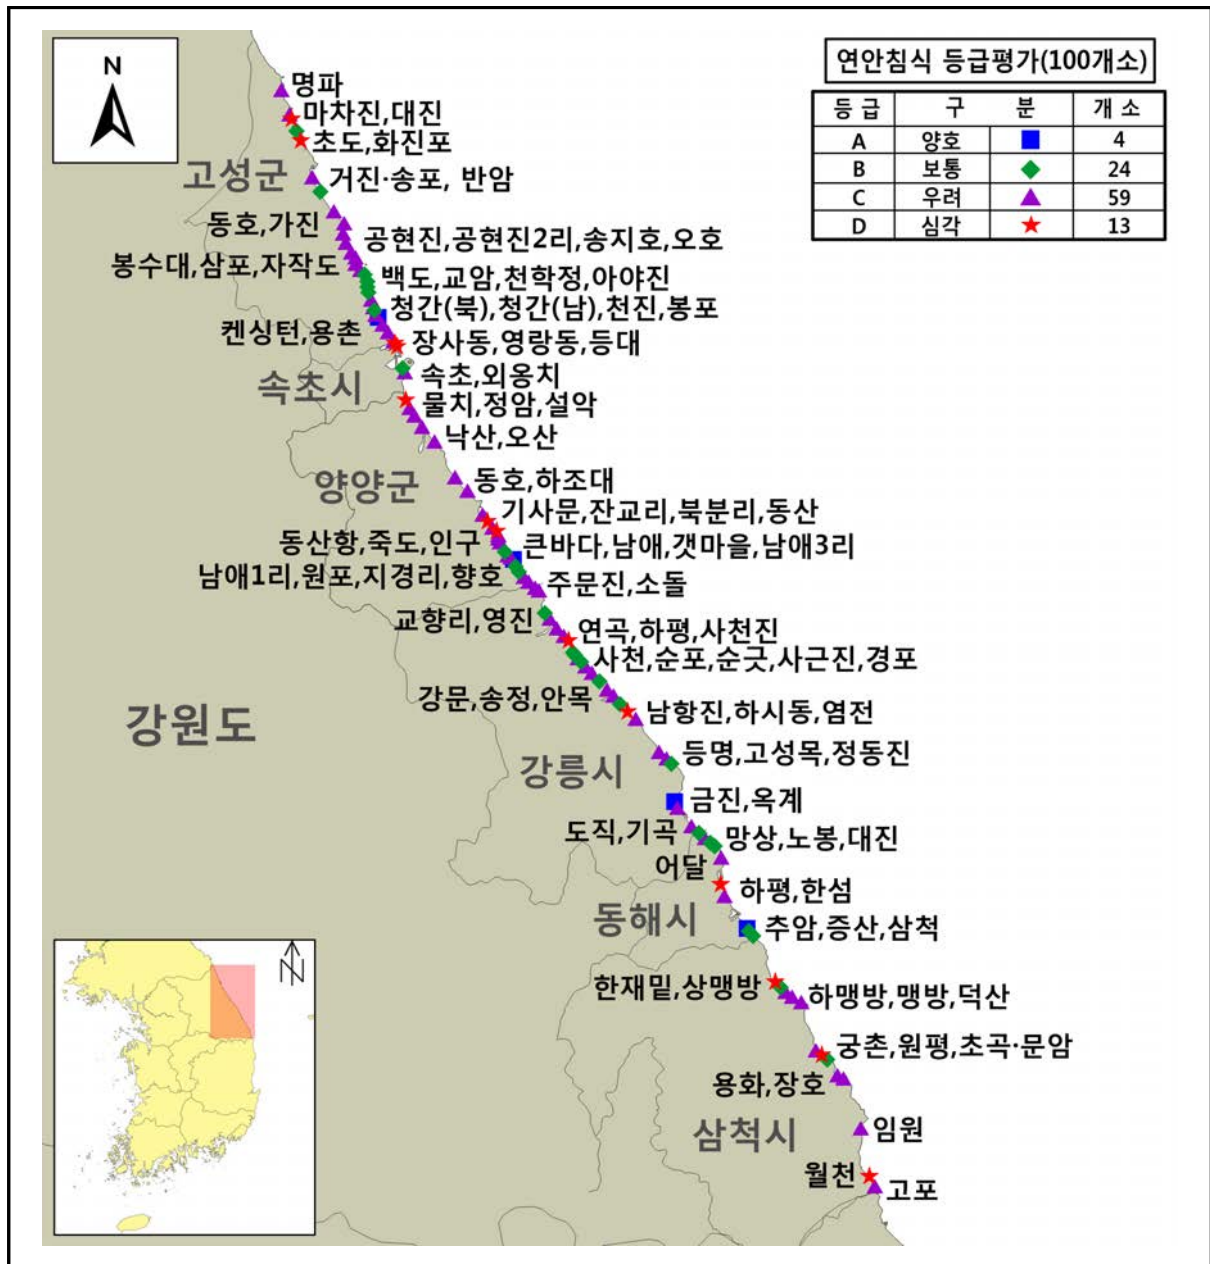 연안침식 등급평가(100개소)
등 급 구 분 개 소
A 양호 4
B 보통 24
C 우려 59
D 심각 13
N
명파
마차진,대진
초도,화진포
고성군
거진·송포, 반암
동호,가진
공현진,공현진2리,송지호,오호
봉수대,삼포,자작도
백도,교암,천학정,아야진
청간(북),청간(남),천진,봉포
켄싱턴,용촌
장사동,영랑동,등대
속초시
속초,외옹치
물치,정암,설악
낙산,오산
양양군
동호,하조대
기사문,잔교리,북분리,동산
동산항,죽도,인구
큰바다,남애,갯마을,남애3리
남애1리,원포,지경리,향호
주문진,소돌
교향리,영진
연곡,하평,사천진
사천,순포,순긋,사근진,경포
강문,송정,안목
강원도
남항진,하시동,염전
등명,고성목,정동진
강릉시
금진,옥계
도직,기곡
망상,노봉,대진
어달
하평,한섬
동해시
추암,증산,삼척
한재밑,상맹방
하맹방,맹방,덕산
궁촌,원평,초곡·문암
용화,장호
삼척시
임원
월천
고포
N